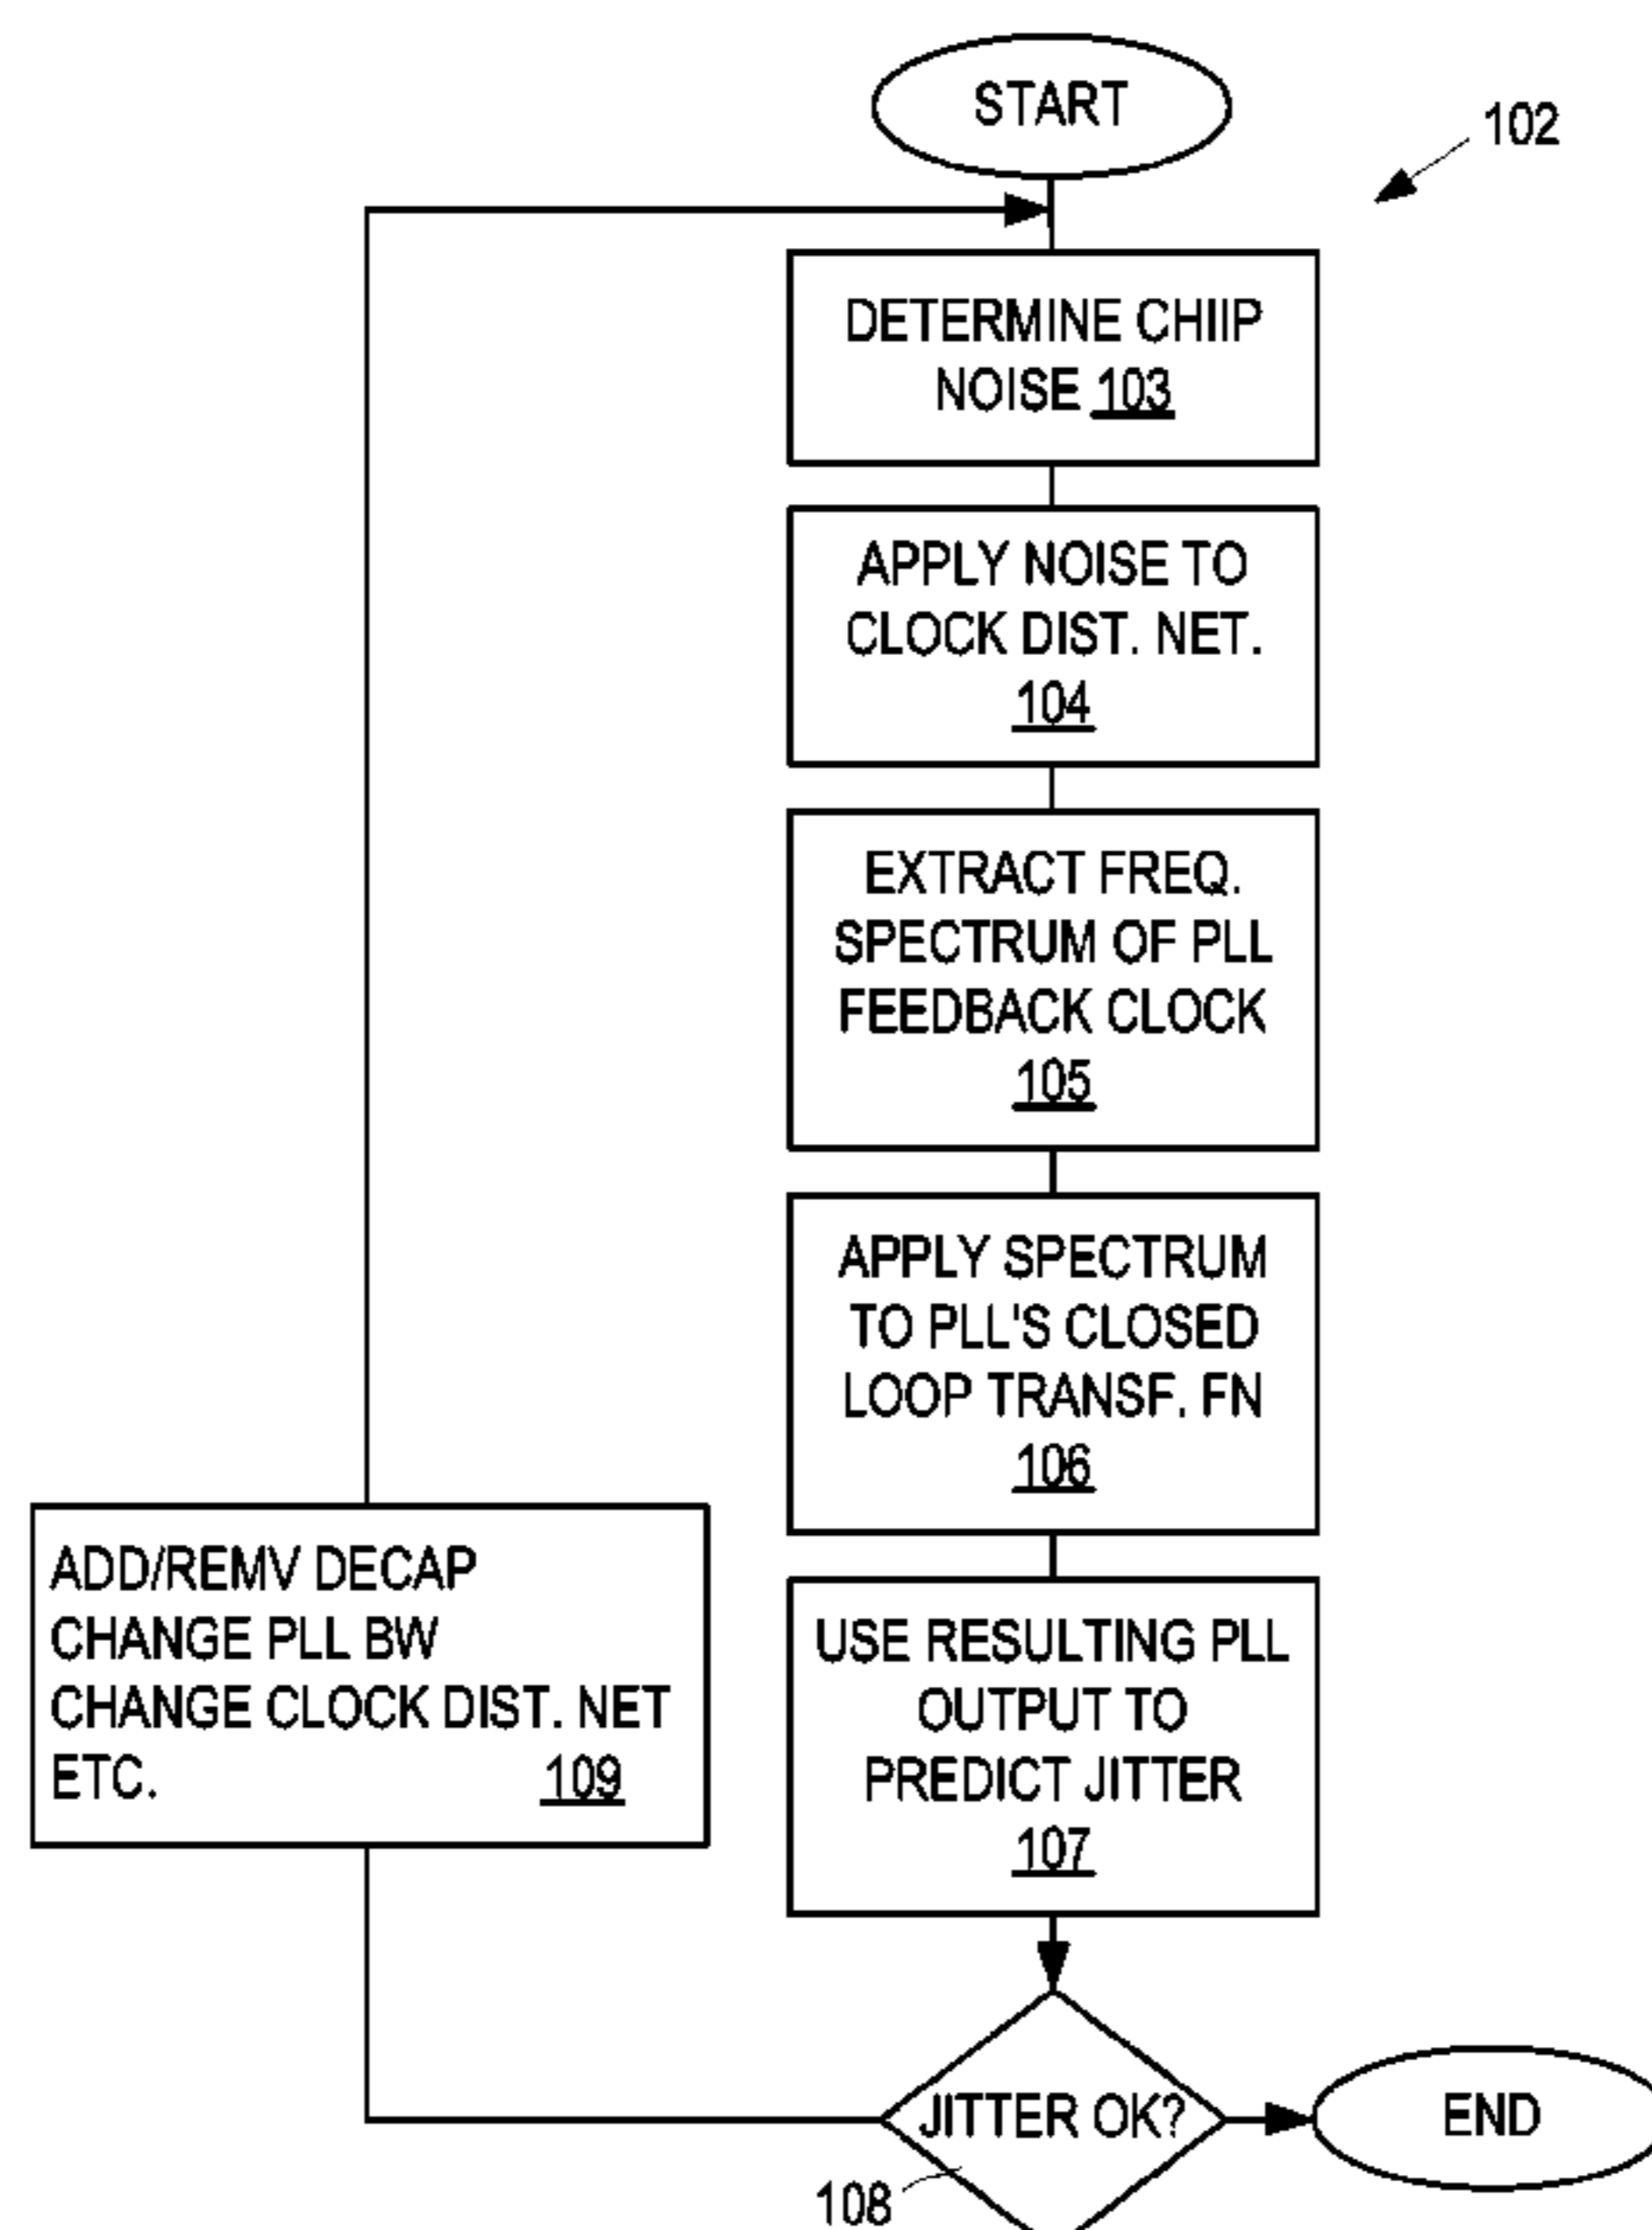 START
102
DETERMINE CHIIP
NOISE 103
APPLY NOISE TO
CLOCK DIST. NET.
104
EXTRACT FREQ.
SPECTRUM OF PLL
FEEDBACK CLOCK
105
APPLY SPECTRUM
TO PLL'S CLOSED
LOOP TRANSF. FN
106
USE RESULTING PLL
OUTPUT TO
PREDICT JITTER
107
JITTER OK?
108
END
ADD/REMV DECAP
CHANGE PLL BW
CHANGE CLOCK DIST. NET
ETC. 109